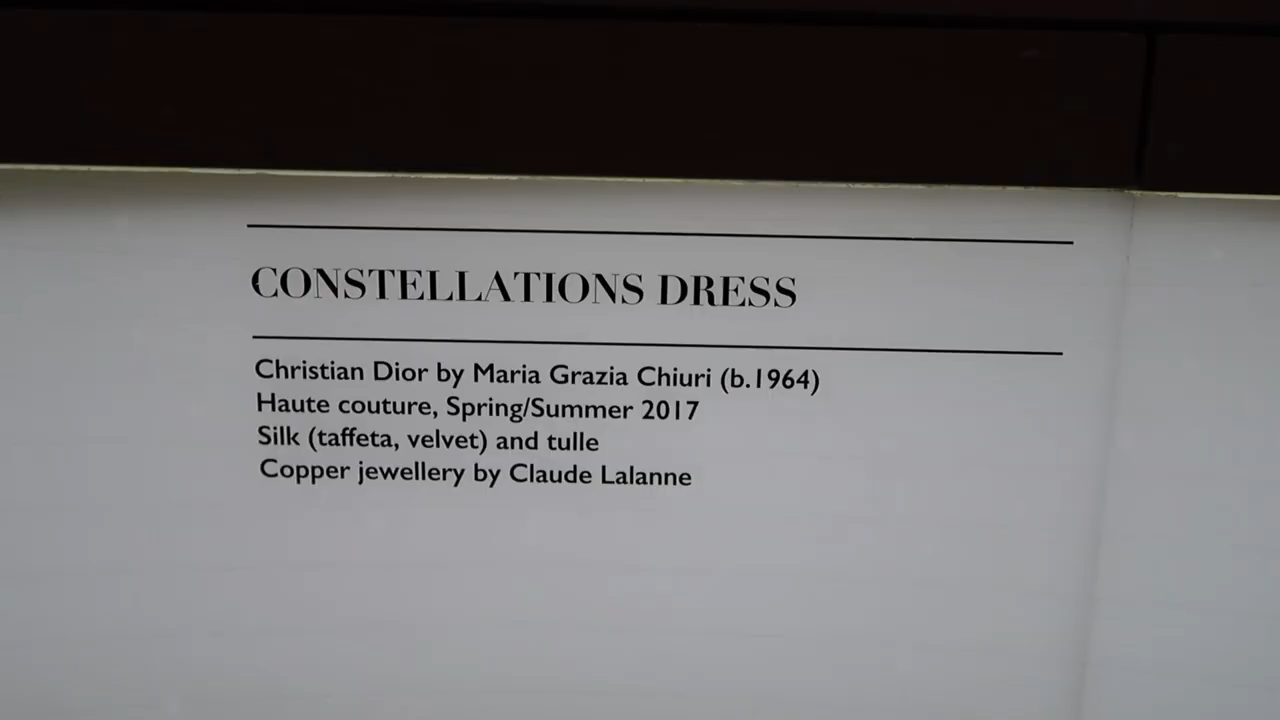 CONSTELLATIONS DRESS
Christian Dior by Maria Grazia Chiuri (b.1964)
Haute couture, Spring/Summer 2017
Silk (taffeta, velvet) and tulle
Copper jewellery by Claude Lalanne